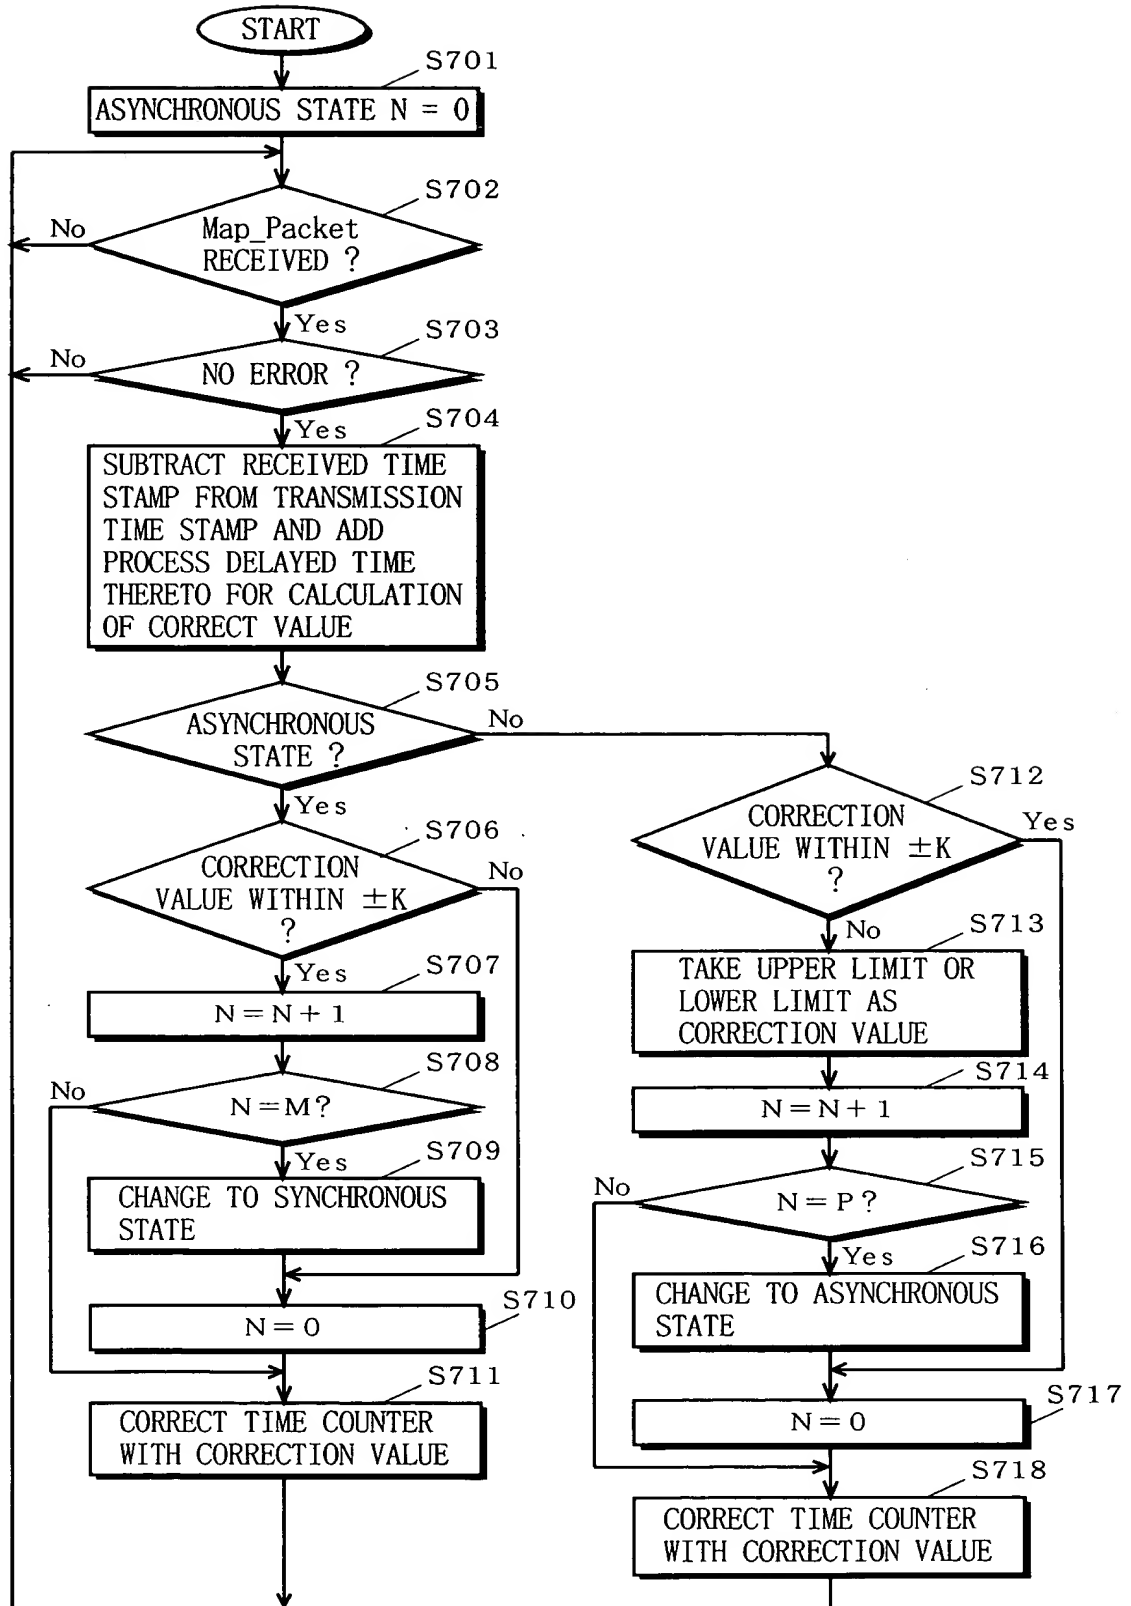 START
S701
ASYNCHRONOUS STATE N = 0
S702
Map_Packet
RECEIVED ?
No
Yes
S703
NO ERROR ?
No
Yes
S704
SUBTRACT RECEIVED TIME
STAMP FROM TRANSMISSION
TIME STAMP AND ADD
PROCESS DELAYED TIME
THERETO FOR CALCULATION
OF CORRECT VALUE
S705
ASYNCHRONOUS
STATE ?
No
Yes
S706
CORRECTION
VALUE WITHIN ±K
?
No
Yes
S707
N=N+1
S708
N=M?
No
Yes
S709
CHANGE TO SYNCHRONOUS
STATE
S710
N=0
S711
CORRECT TIME COUNTER
WITH CORRECTION VALUE
S712
CORRECTION
VALUE WITHIN ±K
?
Yes
No
S713
TAKE UPPER LIMIT OR
LOWER LIMIT AS
CORRECTION VALUE
S714
N=N+1
S715
N=P?
No
Yes
S716
CHANGE TO ASYNCHRONOUS
STATE
S717
N=0
S718
CORRECT TIME COUNTER
WITH CORRECTION VALUE